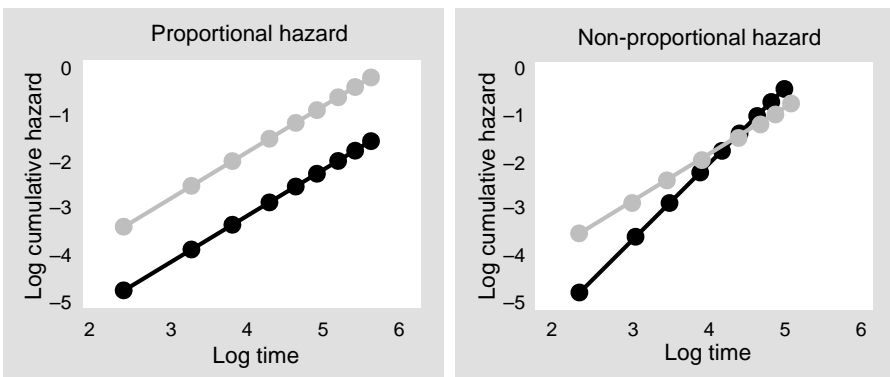 Proportional hazard
Log cumulative hazard
0
–1
–2
–3
–4
–5
2 3 4 5 6
Log time
Non-proportional hazard
Log cumulative hazard
0
–1
–2
–3
–4
–5
2 3 4 5 6
Log time